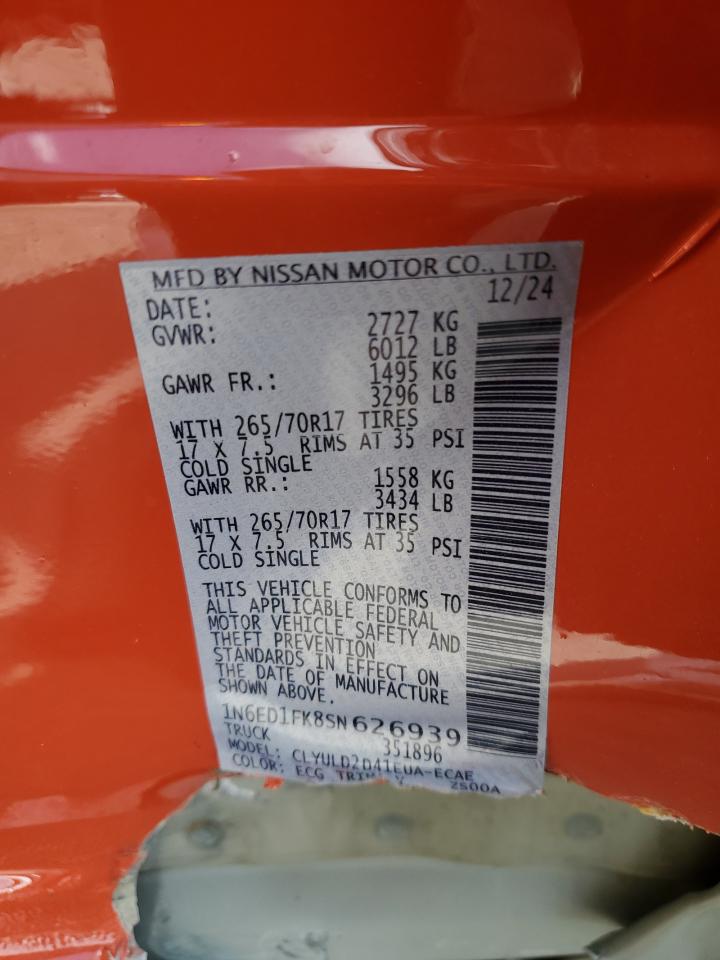 MFD BY NISSAN MOTOR CO., LTD.
DATE: 12/24
GVWR: 2727 KG
6012 LB
GAWR FR.: 1495 KG
3296 LB
WITH 265/70R17 TIRES
17 X 7.5 RIMS AT 35 PSI
COLD SINGLE
GAWR RR.: 1558 KG
3434 LB
WITH 265/70R17 TIRES
17 X 7.5 RIMS AT 35 PSI
COLD SINGLE
THIS VEHICLE CONFORMS TO
ALL APPLICABLE FEDERAL
MOTOR VEHICLE SAFETY AND
THEFT PREVENTION
STANDARDS IN EFFECT ON
THE DATE OF MANUFACTURE
SHOWN ABOVE.
1N6ED1FK8SN626939
TRUCK 351896
MODEL: CLYULD2D41EUA-ECAE
COLOR: ECG 2500A